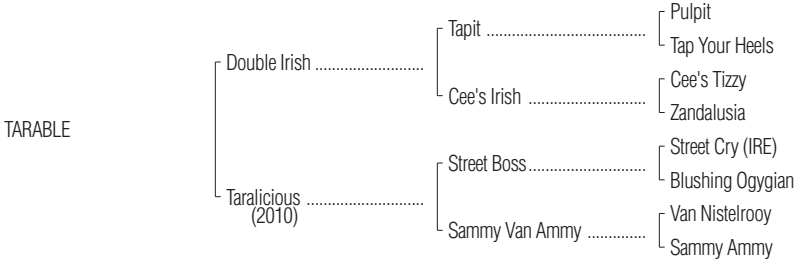 Pulpit
Tapit ......................................
Tap Your Heels
Double Irish ..........................
Cee's Tizzy
Cee's Irish ............................
Zandalusia
TARABLE
Street Cry (IRE)
Street Boss............................
Blushing Ogygian
Taralicious ............................
(2010)
Van Nistelrooy
Sammy Van Ammy ..............
Sammy Ammy